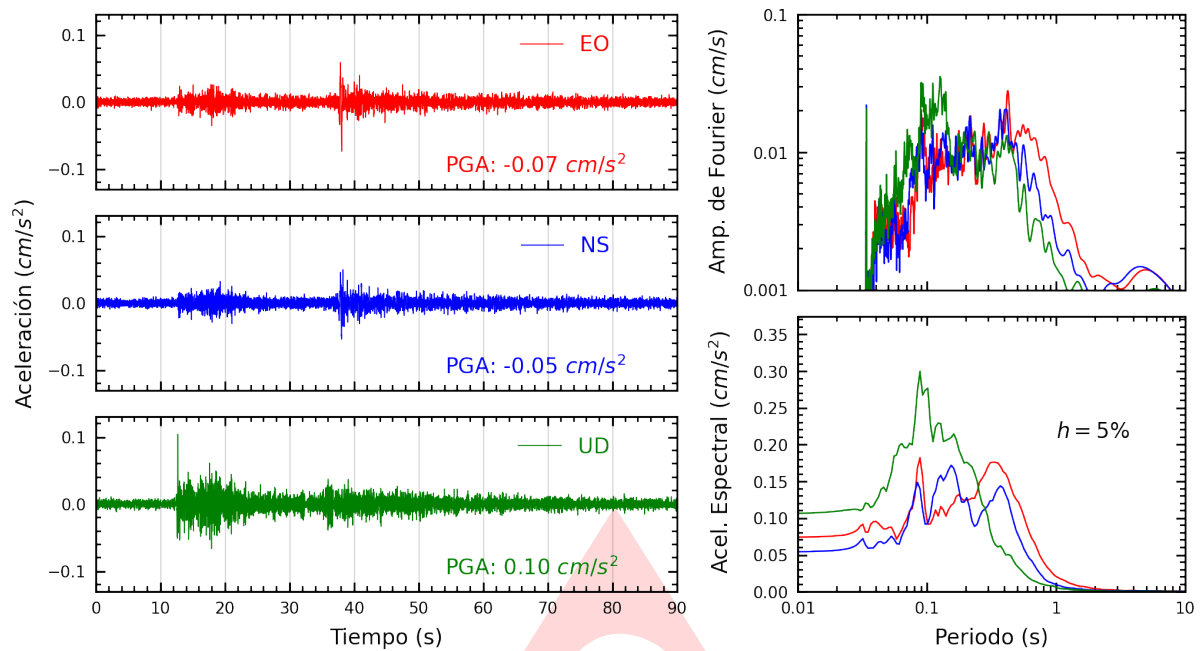 Aceleración (cm/s²)
0.1
0.0
−0.1
EO
PGA: -0.07 cm/s²
0.1
0.0
−0.1
NS
PGA: -0.05 cm/s²
0.1
0.0
−0.1
UD
PGA: 0.10 cm/s²
0 10 20 30 40 50 60 70 80 90
Tiempo (s)
Amp. de Fourier (cm/s)
0.1
0.01
0.001
Acel. Espectral (cm/s²)
0.35
0.30
0.25
0.20
0.15
0.10
0.05
0.00
h = 5%
0.01 0.1 1 10
Periodo (s)